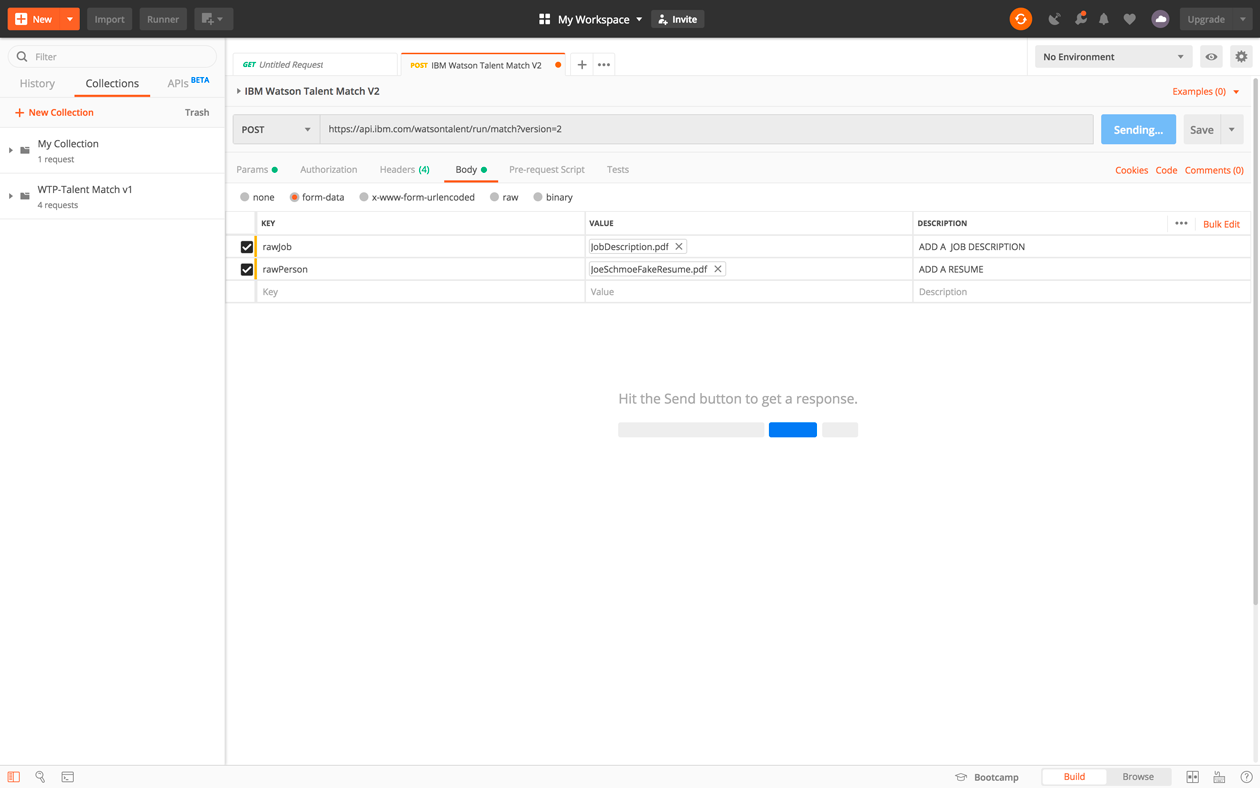 New
Import
Runner
My Workspace
Invite
Upgrade
Filter
History
Collections
APIs BETA
New Collection
Trash
My Collection
1 request
WTP-Talent Match v1
4 requests
GET Untitled Request
POST IBM Watson Talent Match V2
No Environment
IBM Watson Talent Match V2
Examples (0)
POST
https://api.ibm.com/watsontalent/run/match?version=2
Sending...
Save
Params
Authorization
Headers (4)
Body
Pre-request Script
Tests
Cookies
Code
Comments (0)
none
form-data
x-www-form-urlencoded
raw
binary
KEY
VALUE
DESCRIPTION
Bulk Edit
rawJob
JobDescription.pdf
ADD A JOB DESCRIPTION
rawPerson
JoeSchmoeFakeResume.pdf
ADD A RESUME
Key
Value
Description
Hit the Send button to get a response.
Bootcamp
Build
Browse